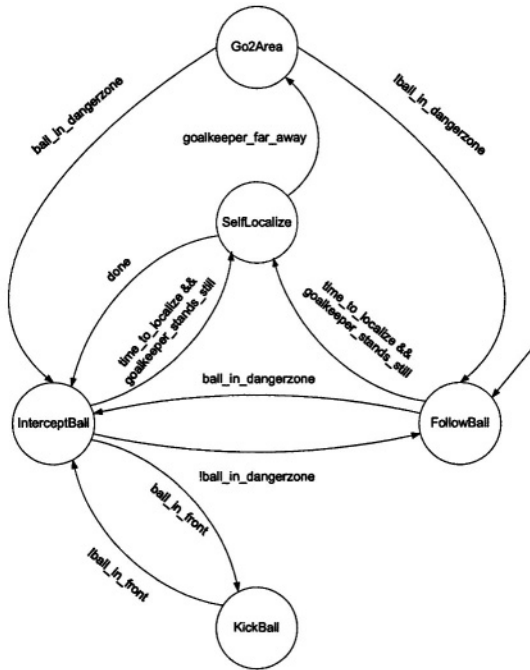 Go2Area
ball_in_dangerzone
!ball_in_dangerzone
goalkeeper_far_away
SelfLocalize
done
time_to_localize &&
goalkeeper_stands_still
time_to_localize &&
goalkeeper_stands_still
ball_in_dangerzone
InterceptBall
FollowBall
!ball_in_dangerzone
ball_in_front
!ball_in_front
KickBall